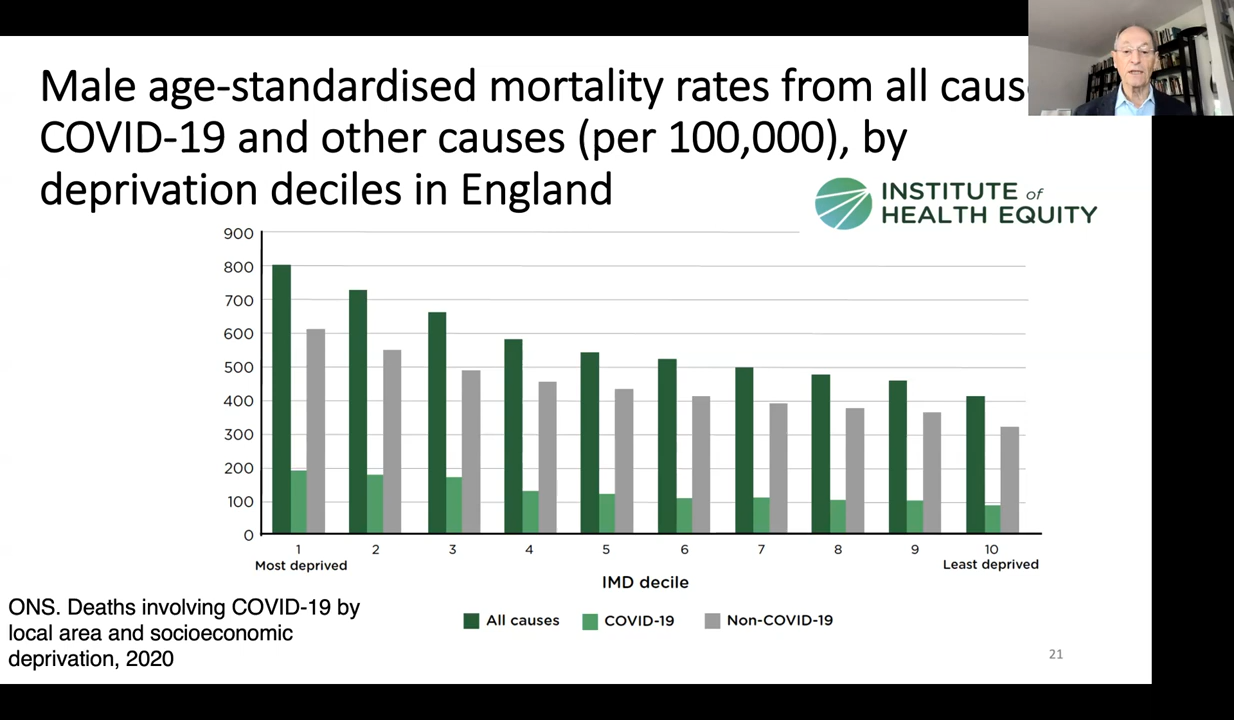 Male age-standardised mortality rates from all
COVID-19 and other causes (per 100,000), by
deprivation deciles in England
INSTITUTE of
HEALTH EQUITY
900
800
700
600
500
400
300
200
100
0
1 2 3 4 5 6 7 8 9 10
Most deprived Least deprived
IMD decile
All causes COVID-19 Non-COVID-19
ONS. Deaths involving COVID-19 by
local area and socioeconomic
deprivation, 2020
21